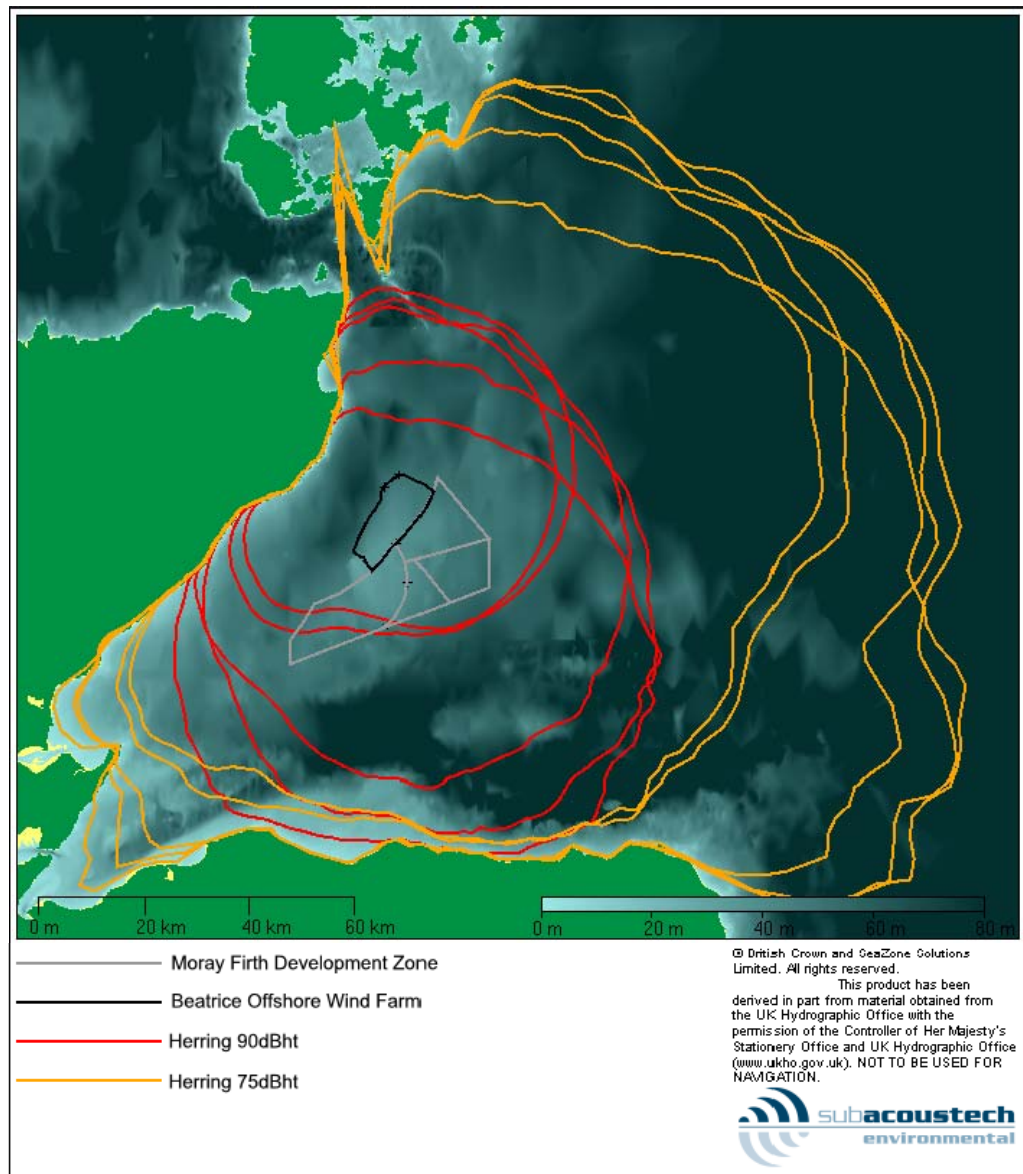 0 m 20 km 40 km 60 km 0 m 20 m 40 m 60 m 80 m
Moray Firth Development Zone
Beatrice Offshore Wind Farm
Herring 90dBht
Herring 75dBht
© British Crown and SeaZone Solutions
Limited. All rights reserved.
This product has been
derived in part from material obtained from
the UK Hydrographic Office with the
permission of the Controller of Her Majesty's
Stationery Office and UK Hydrographic Office
(www.ukho.gov.uk). NOT TO BE USED FOR
NAVIGATION.
subacoustech
environmental